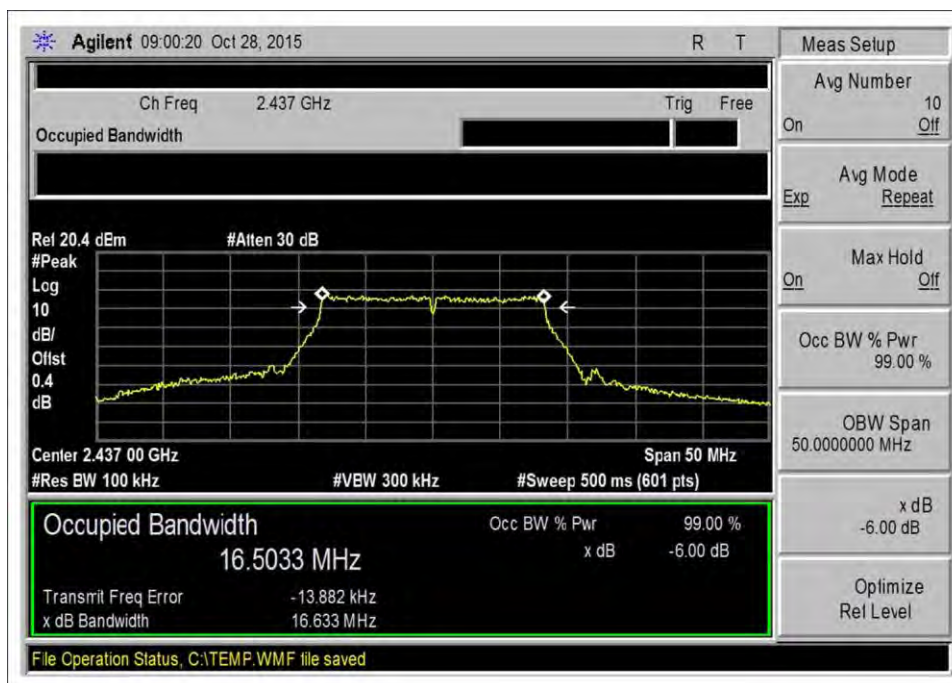 Agilent 09:00:20 Oct 28, 2015 R T
Ch Freq 2.437 GHz Trig Free
Occupied Bandwidth
Ref 20.4 dBm #Atten 30 dB
#Peak
Log
10
dB/
Offst
0.4
dB
Center 2.437 00 GHz Span 50 MHz
#Res BW 100 kHz #VBW 300 kHz #Sweep 500 ms (601 pts)
Occupied Bandwidth Occ BW % Pwr 99.00 %
16.5033 MHz x dB -6.00 dB
Transmit Freq Error -13.882 kHz
x dB Bandwidth 16.633 MHz
File Operation Status, C:\TEMP.WMF file saved
Meas Setup
Avg Number
10
On Off
Avg Mode
Exp Repeat
Max Hold
On Off
Occ BW % Pwr
99.00 %
OBW Span
50.0000000 MHz
x dB
-6.00 dB
Optimize
Ref Level